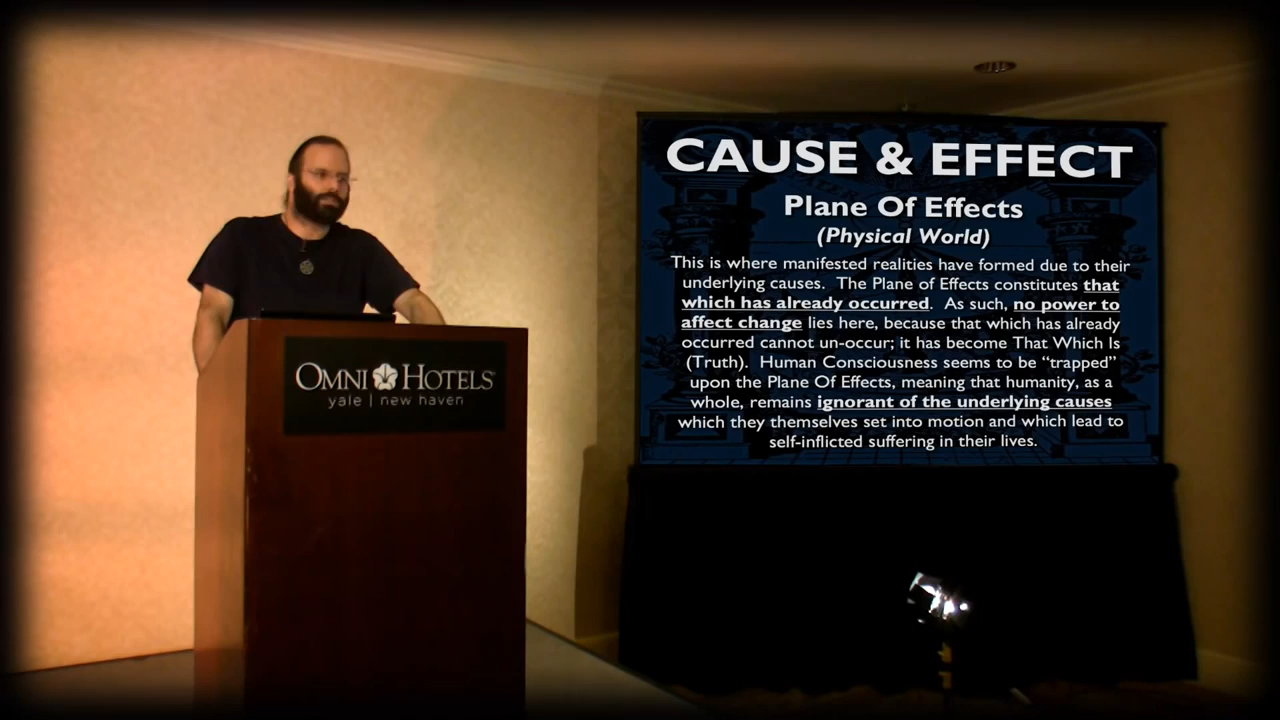 OMNI HOTELS®
yale | new haven
CAUSE & EFFECT
Plane Of Effects
(Physical World)
This is where manifested realities have formed due to their
underlying causes.  The Plane of Effects constitutes that
which has already occurred.  As such, no power to
affect change lies here, because that which has already
occurred cannot un-occur; it has become That Which Is
(Truth).  Human Consciousness seems to be “trapped”
upon the Plane Of Effects, meaning that humanity, as a
whole, remains ignorant of the underlying causes
which they themselves set into motion and which lead to
self-inflicted suffering in their lives.